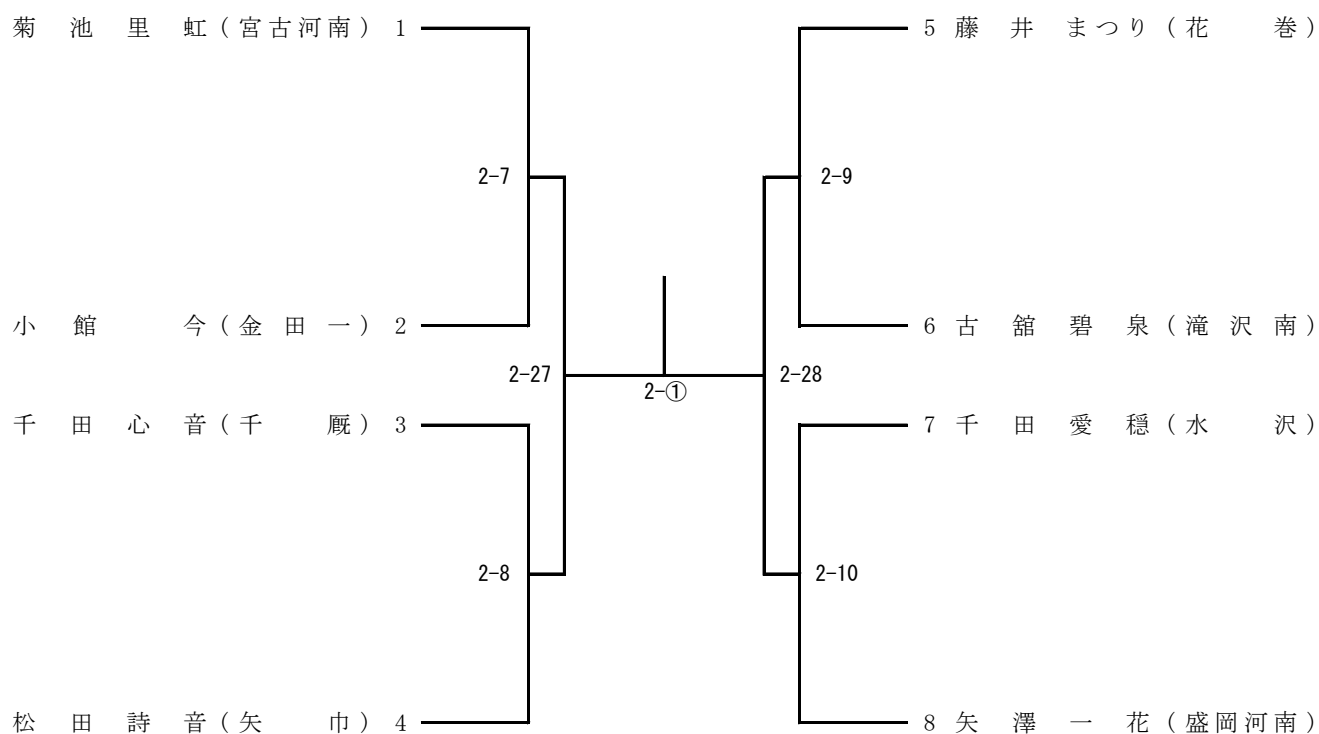 菊池里虹(宮古河南) 1
2-7
小館今(金田一) 2
2-27
千田心音(千厩) 3
2-8
松田詩音(矢巾) 4
2-①
5 藤井まつり(花巻)
2-9
6 古舘碧泉(滝沢南)
2-28
7 千田愛穏(水沢)
2-10
8 矢澤一花(盛岡河南)